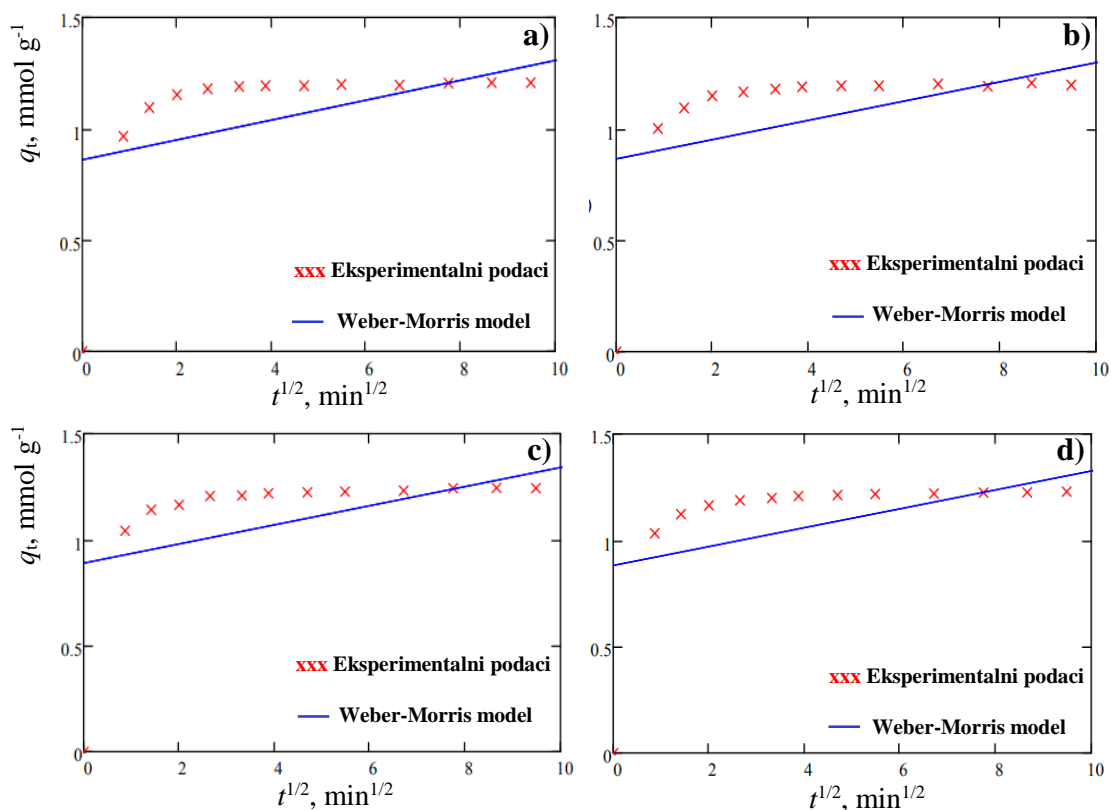 a)
1.5
1
0.5
0
q_t, mmol g⁻¹
xxx Eksperimentalni podaci
Weber-Morris model
0 2 4 6 8 10
t^1/2, min^1/2
b)
1.5
1
0.5
0
)
xxx Eksperimentalni podaci
Weber-Morris model
0 2 4 6 8 10
t^1/2, min^1/2
c)
1.5
1
0.5
0
q_t, mmol g⁻¹
xxx Eksperimentalni podaci
Weber-Morris model
0 2 4 6 8 10
t^1/2, min^1/2
d)
1.5
1
0.5
0
xxx Eksperimentalni podaci
Weber-Morris model
0 2 4 6 8 10
t^1/2, min^1/2